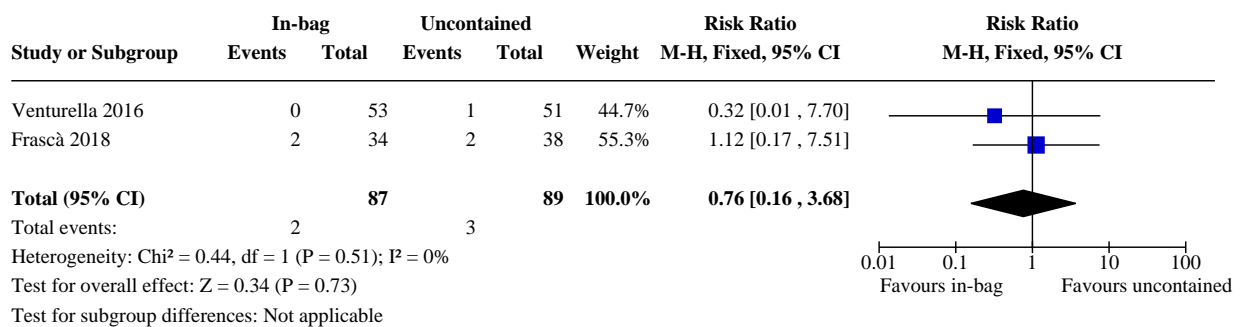 In-bag Uncontained Risk Ratio Risk Ratio
Study or Subgroup Events Total Events Total Weight M-H, Fixed, 95% CI M-H, Fixed, 95% CI
Venturella 2016 0 53 1 51 44.7% 0.32 [0.01 , 7.70]
Frascà 2018 2 34 2 38 55.3% 1.12 [0.17 , 7.51]
Total (95% CI) 87 89 100.0% 0.76 [0.16 , 3.68]
Total events: 2 3
Heterogeneity: Chi² = 0.44, df = 1 (P = 0.51); I² = 0%
Test for overall effect: Z = 0.34 (P = 0.73)
Test for subgroup differences: Not applicable
0.01 0.1 1 10 100
Favours in-bag Favours uncontained